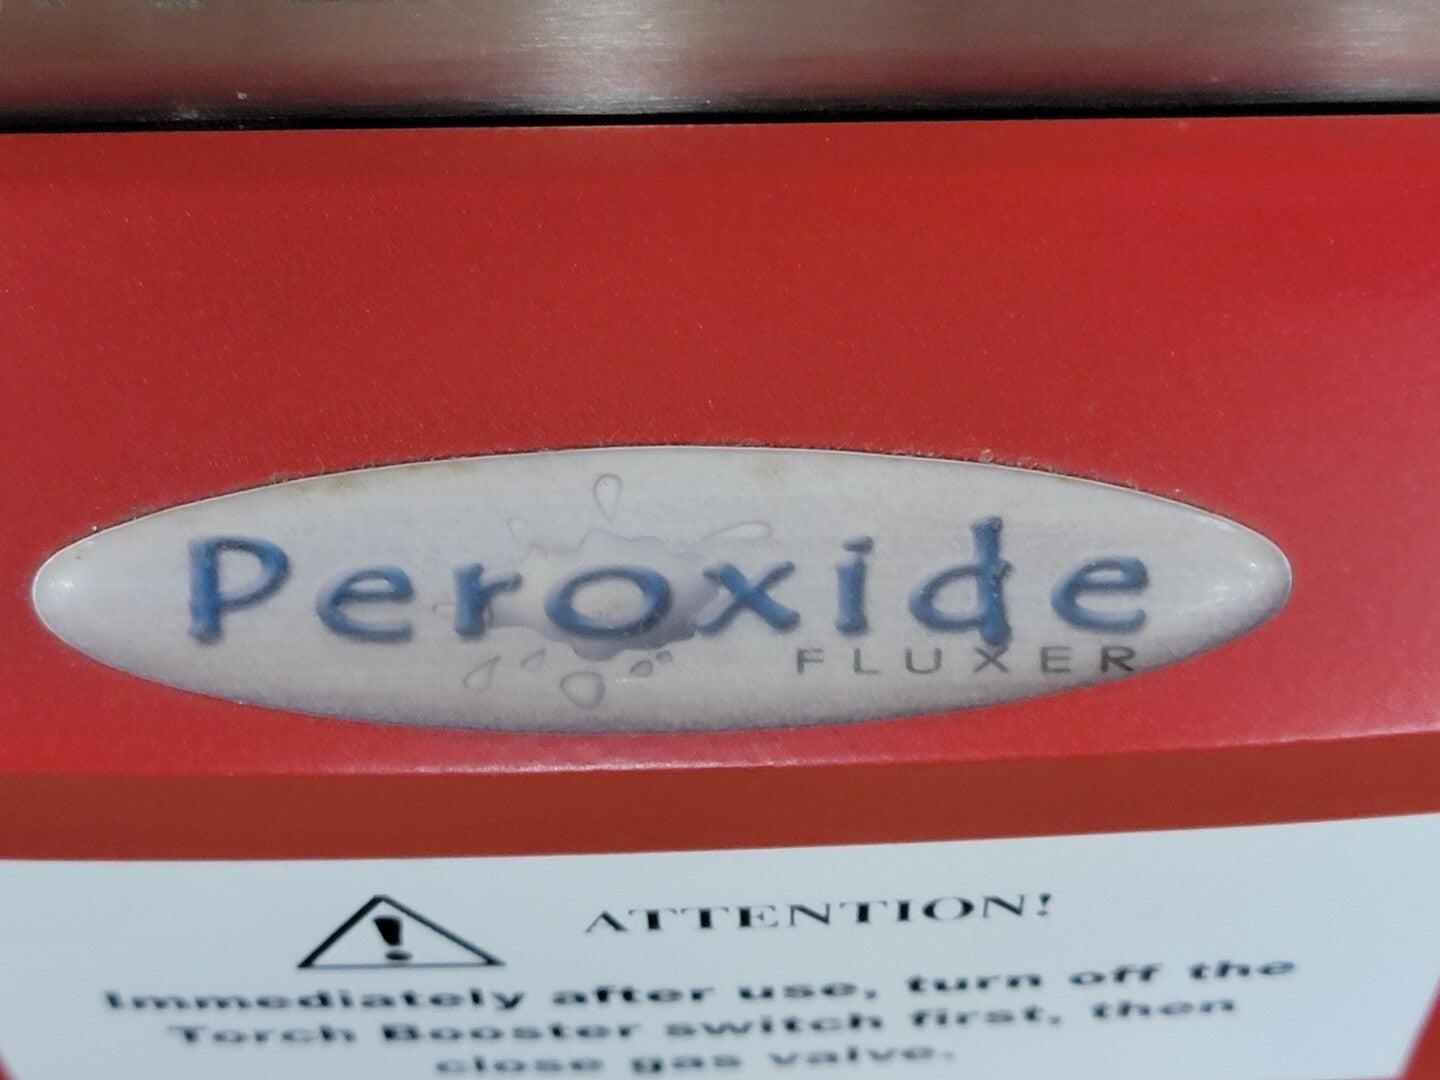 Peroxide
FLUXER
ATTENTION!
Immediately after use, turn off the
Torch Booster switch first, then
close gas valve.